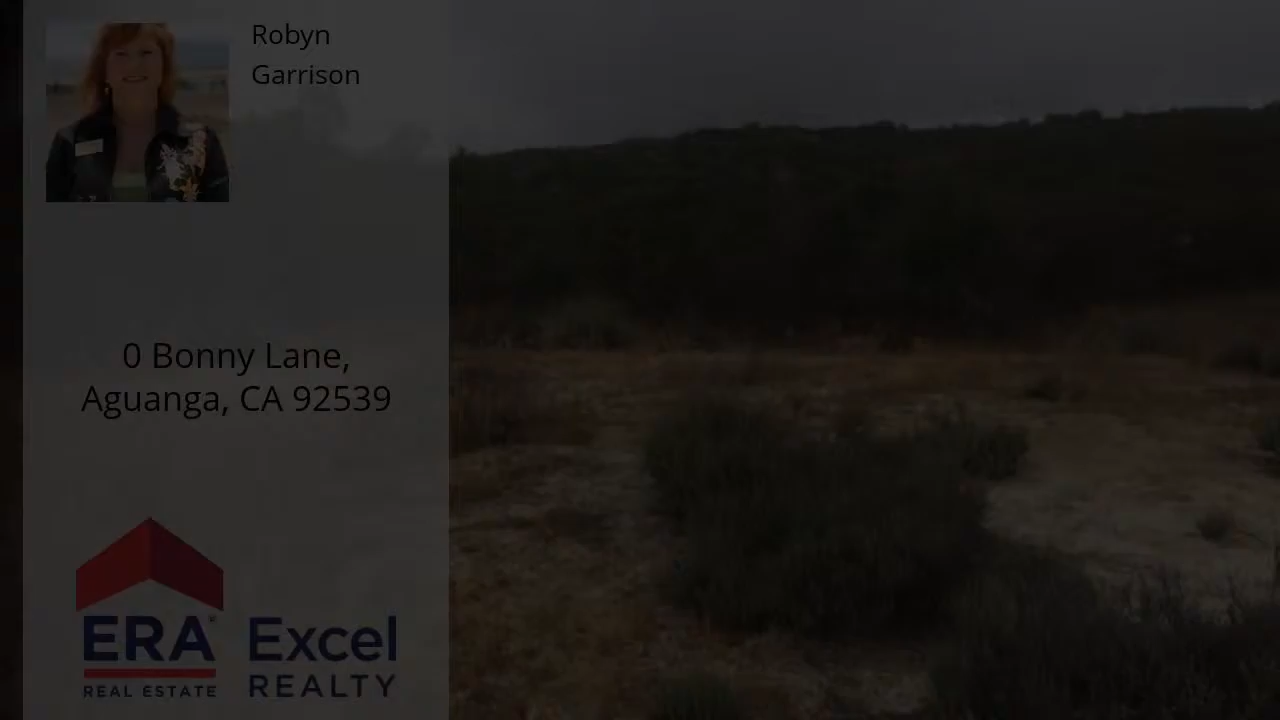 Robyn
Garrison
0 Bonny Lane,
Aguanga, CA 92539
ERA®
REAL ESTATE
Excel
REALTY